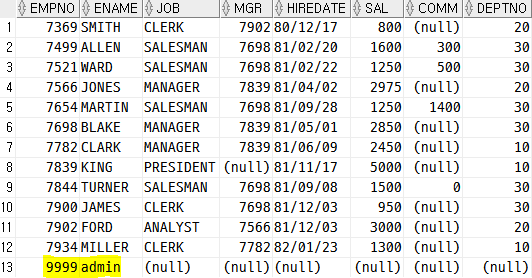 EMPNO ENAME JOB MGR HIREDATE SAL COMM DEPTNO
1 7369 SMITH CLERK 7902 80/12/17 800 (null) 20
2 7499 ALLEN SALESMAN 7698 81/02/20 1600 300 30
3 7521 WARD SALESMAN 7698 81/02/22 1250 500 30
4 7566 JONES MANAGER 7839 81/04/02 2975 (null) 20
5 7654 MARTIN SALESMAN 7698 81/09/28 1250 1400 30
6 7698 BLAKE MANAGER 7839 81/05/01 2850 (null) 30
7 7782 CLARK MANAGER 7839 81/06/09 2450 (null) 10
8 7839 KING PRESIDENT (null) 81/11/17 5000 (null) 10
9 7844 TURNER SALESMAN 7698 81/09/08 1500 0 30
10 7900 JAMES CLERK 7698 81/12/03 950 (null) 30
11 7902 FORD ANALYST 7566 81/12/03 3000 (null) 20
12 7934 MILLER CLERK 7782 82/01/23 1300 (null) 10
13 9999 admin (null) (null) (null) (null) (null) (null)